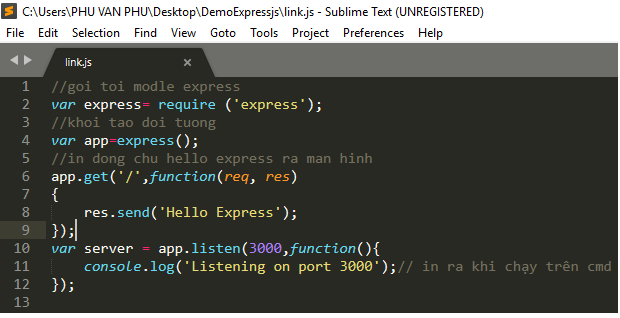 C:\Users\PHU VAN PHU\Desktop\DemoExpressjs\link.js - Sublime Text (UNREGISTERED)
File Edit Selection Find View Goto Tools Project Preferences Help
link.js ×
1 //goi toi modle express
2 var express= require ('express');
3 //khoi tao doi tuong
4 var app=express();
5 //in dong chu hello express ra man hinh
6 app.get('/',function(req, res)
7 {
8 res.send('Hello Express');
9 });
10 var server = app.listen(3000,function(){
11 console.log('Listening on port 3000');// in ra khi chạy trên cmd
12 });
13